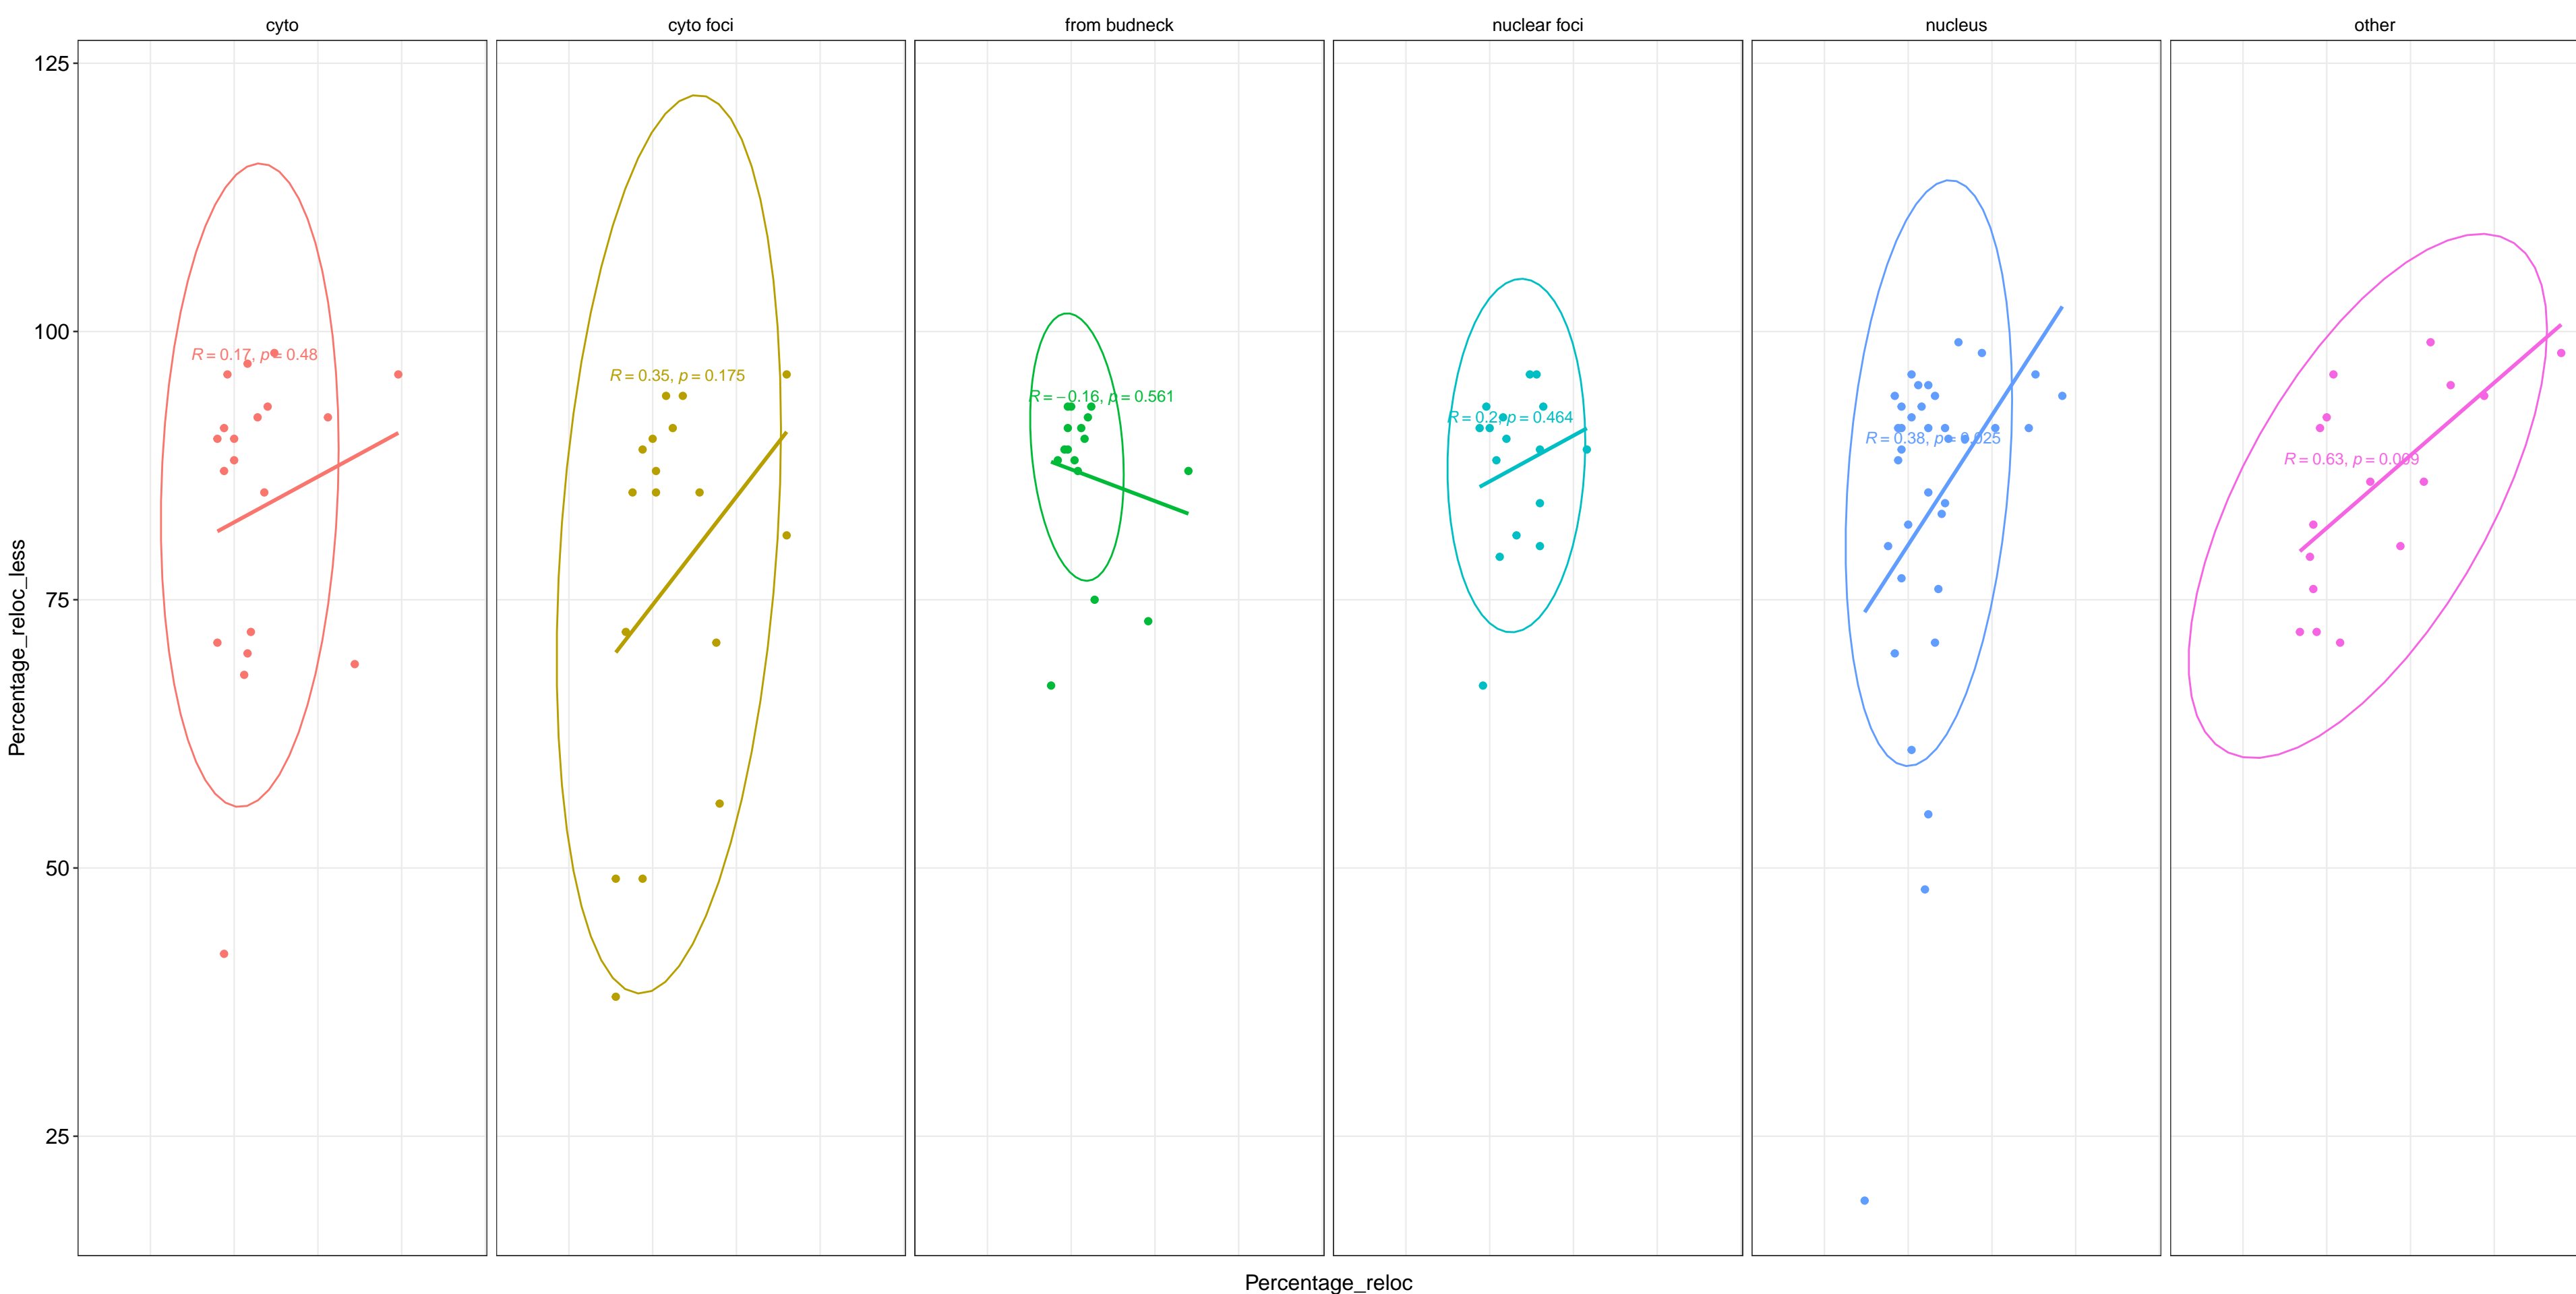 cyto
cyto foci
from budneck
nuclear foci
nucleus
other
125
100
75
50
25
Percentage_reloc_less
R = 0.17, p = 0.48
R = 0.35, p = 0.175
R = −0.16, p = 0.561
R = 0.2, p = 0.464
R = 0.38, p = 0.025
R = 0.63, p = 0.009
Percentage_reloc